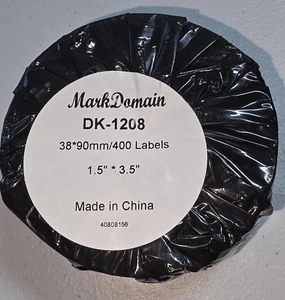 MarkDomain
DK-1208
38*90mm/400 Labels
1.5" * 3.5"
Made in China
40808156